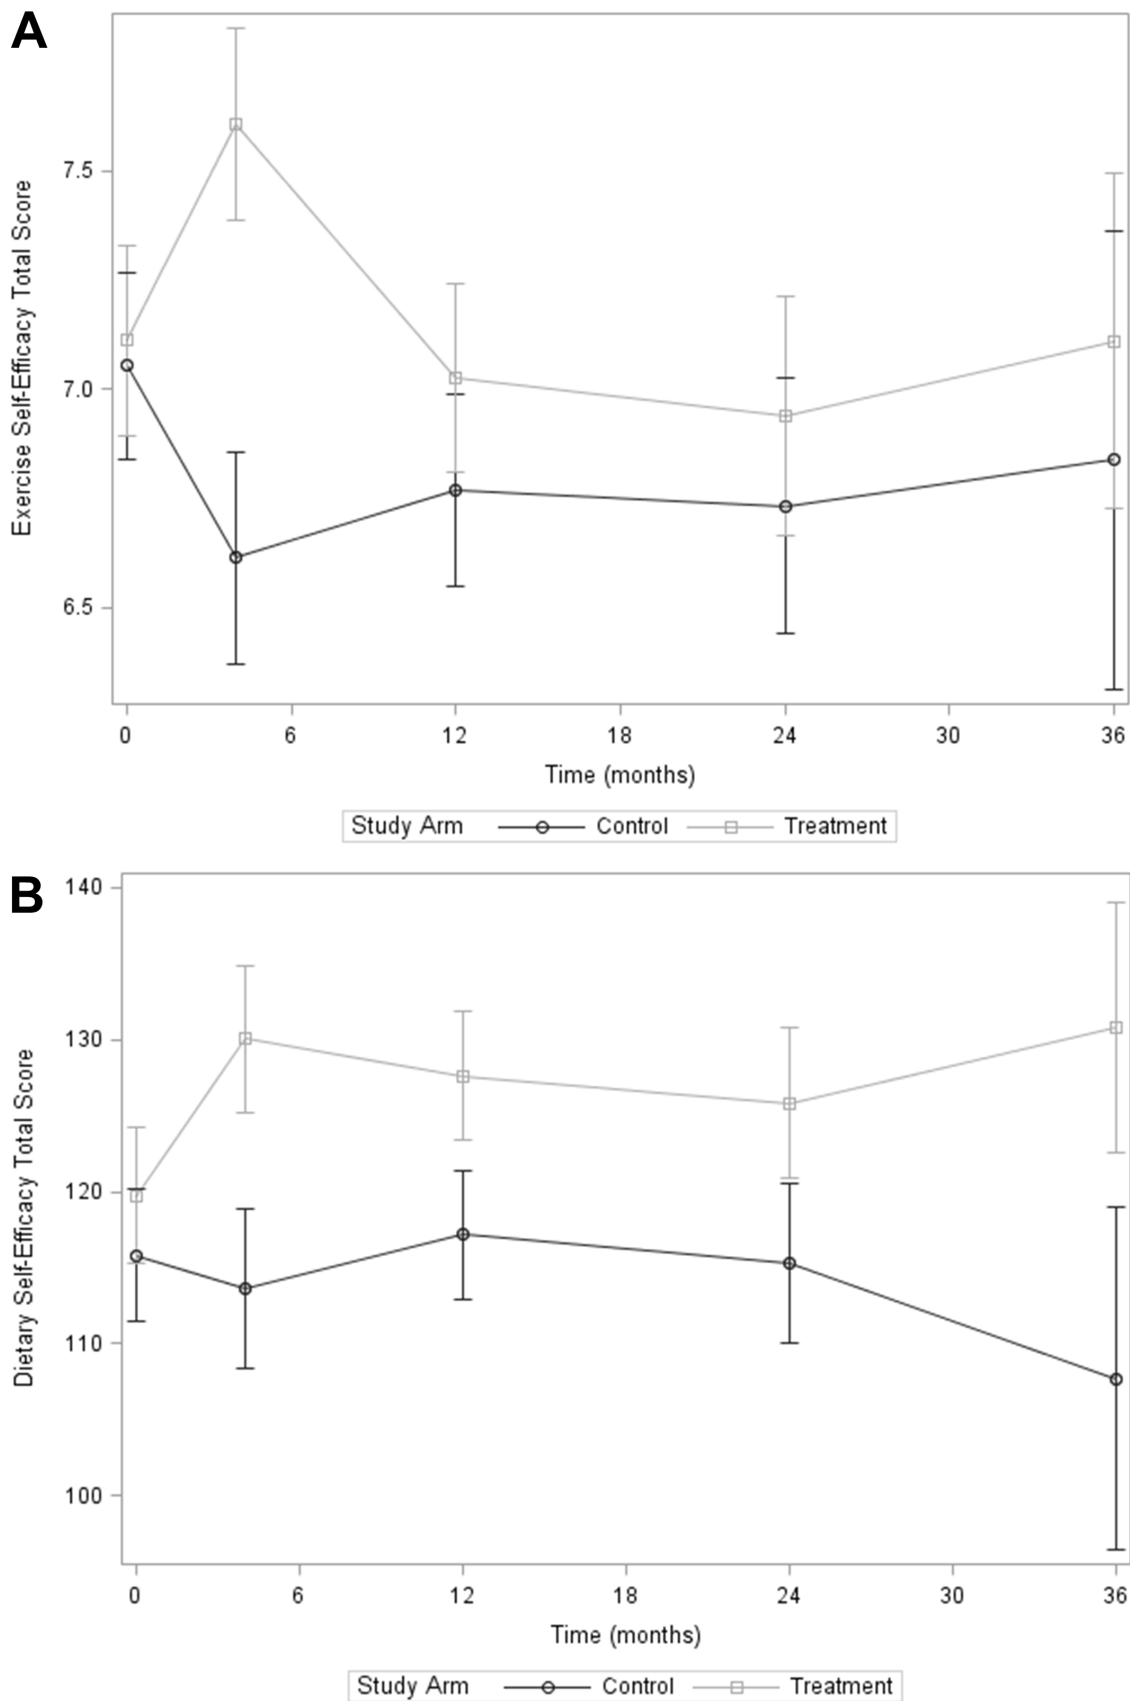 A
Exercise Self-Efficacy Total Score
7.5
7.0
6.5
0 6 12 18 24 30 36
Time (months)
Study Arm Control Treatment
B
Dietary Self-Efficacy Total Score
140
130
120
110
100
0 6 12 18 24 30 36
Time (months)
Study Arm Control Treatment